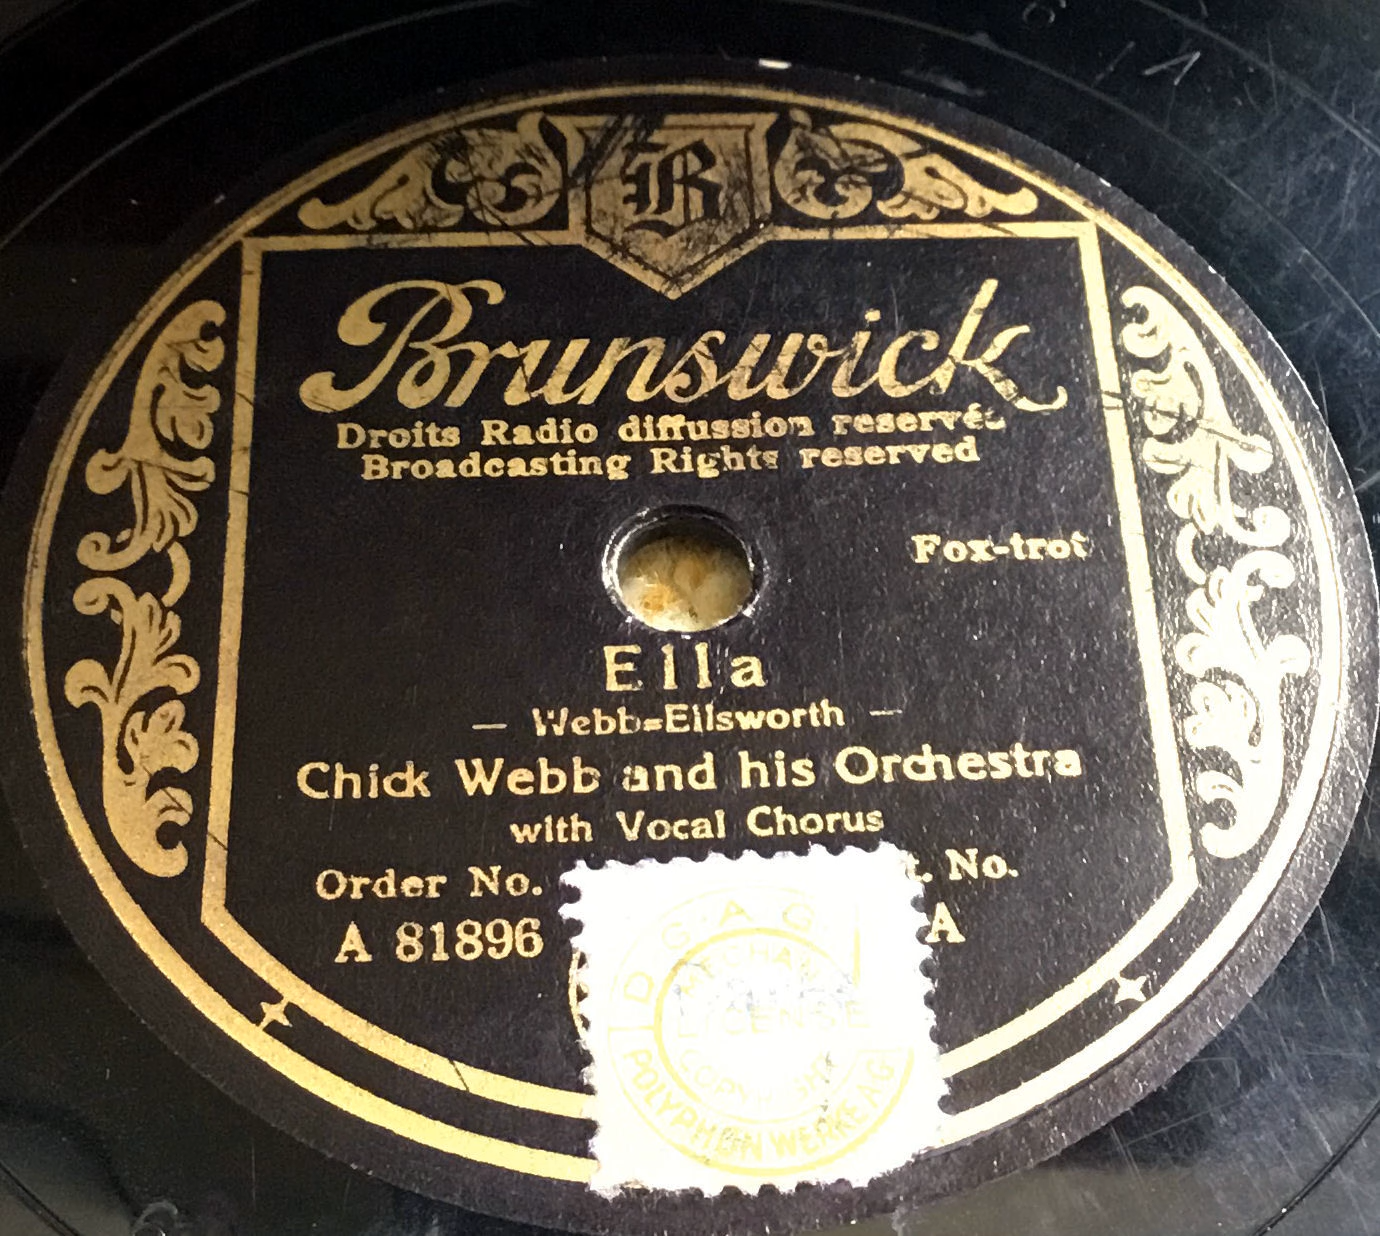 B
Brunswick
Droits Radio diffussion reservés
Broadcasting Rights reserved
Fox-trot
Ella
— Webb=Ellsworth —
Chick Webb and his Orchestra
with Vocal Chorus
Order No. . No.
A 81896 A
D.G.A.G.
LICENSE
COPYRIGHT
POLYPHON WERKE A.G.